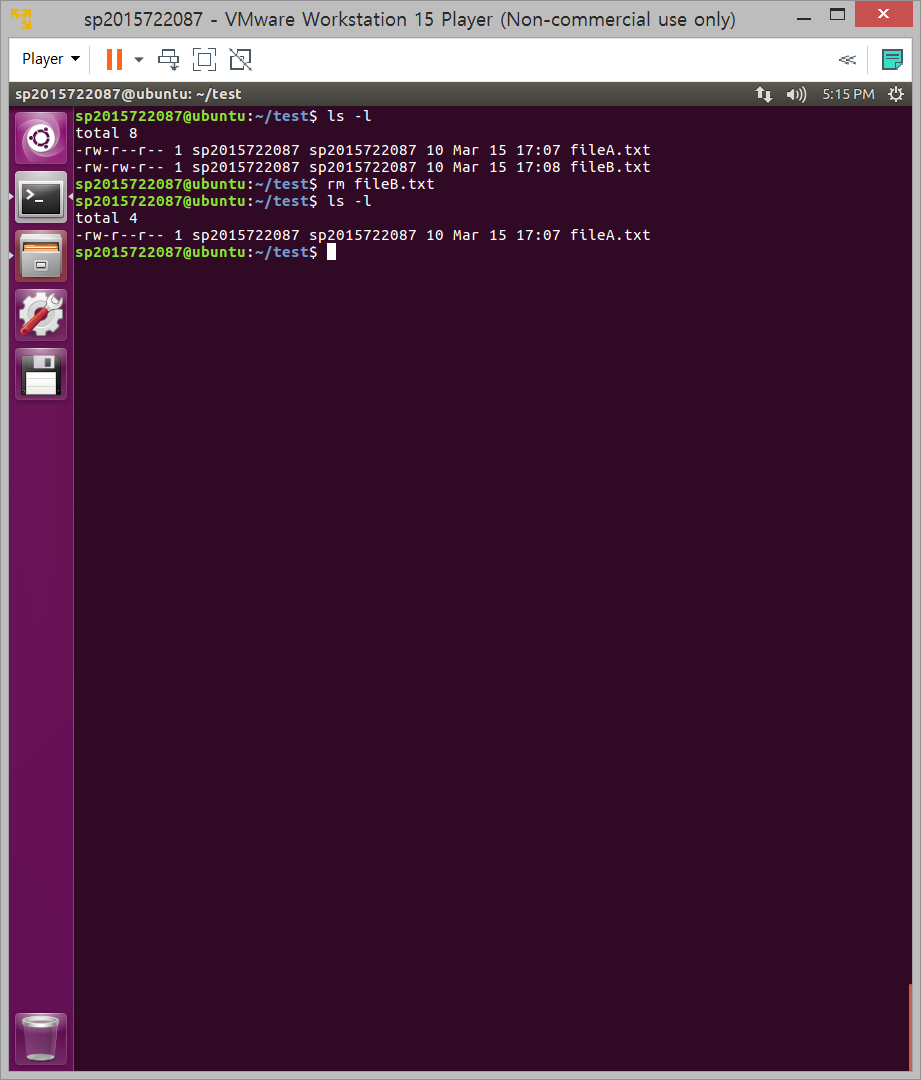 sp2015722087 - VMware Workstation 15 Player (Non-commercial use only)
Player
sp2015722087@ubuntu: ~/test
5:15 PM
sp2015722087@ubuntu:~/test$ ls -l
total 8
-rw-r--r-- 1 sp2015722087 sp2015722087 10 Mar 15 17:07 fileA.txt
-rw-rw-r-- 1 sp2015722087 sp2015722087 10 Mar 15 17:08 fileB.txt
sp2015722087@ubuntu:~/test$ rm fileB.txt
sp2015722087@ubuntu:~/test$ ls -l
total 4
-rw-r--r-- 1 sp2015722087 sp2015722087 10 Mar 15 17:07 fileA.txt
sp2015722087@ubuntu:~/test$